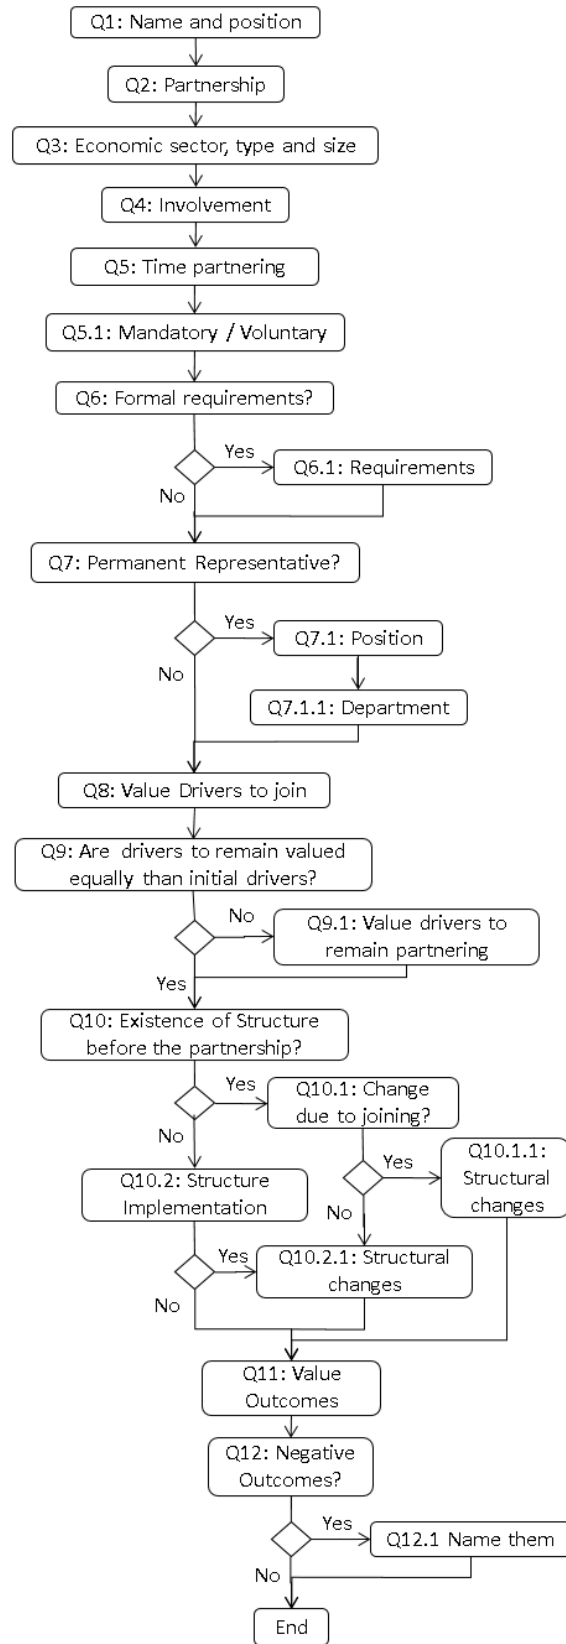 Q1: Name and position
Q2: Partnership
Q3: Economic sector, type and size
Q4: Involvement
Q5: Time partnering
Q5.1: Mandatory / Voluntary
Q6: Formal requirements?
Yes
Q6.1: Requirements
No
Q7: Permanent Representative?
Yes
Q7.1: Position
No
Q7.1.1: Department
Q8: Value Drivers to join
Q9: Are drivers to remain valued
equally than initial drivers?
No
Q9.1: Value drivers to
remain partnering
Yes
Q10: Existence of Structure
before the partnership?
Yes
Q10.1: Change
due to joining?
No
Yes
Q10.1.1:
Structural
changes
Q10.2: Structure
Implementation
No
Yes
Q10.2.1: Structural
changes
No
Q11: Value
Outcomes
Q12: Negative
Outcomes?
Yes
Q12.1 Name them
No
End